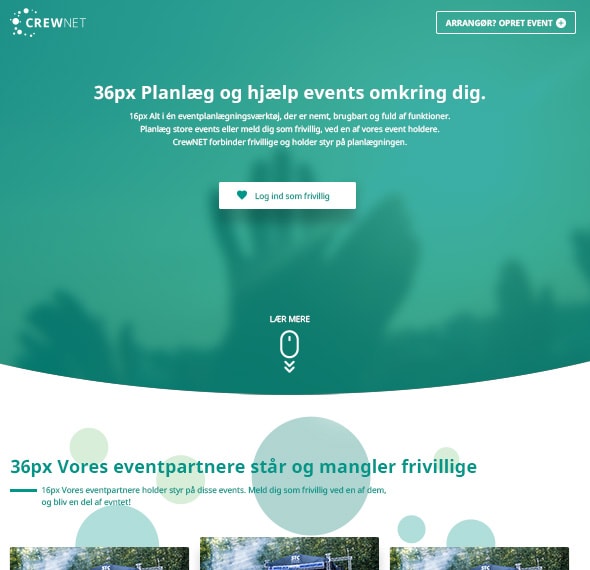 CREWNET
ARRANGØR? OPRET EVENT
36px Planlæg og hjælp events omkring dig.
16px Alt i én eventplanlægningsværktøj, der er nemt, brugbart og fuld af funktioner.
Planlæg store events eller meld dig som frivillig, ved en af vores event holdere.
CrewNET forbinder frivillige og holder styr på planlægningen.
Log ind som frivillig
LÆR MERE
36px Vores eventpartnere står og mangler frivillige
16px Vores eventpartnere holder styr på disse events. Meld dig som frivillig ved en af dem,
og bliv en del af evntet!